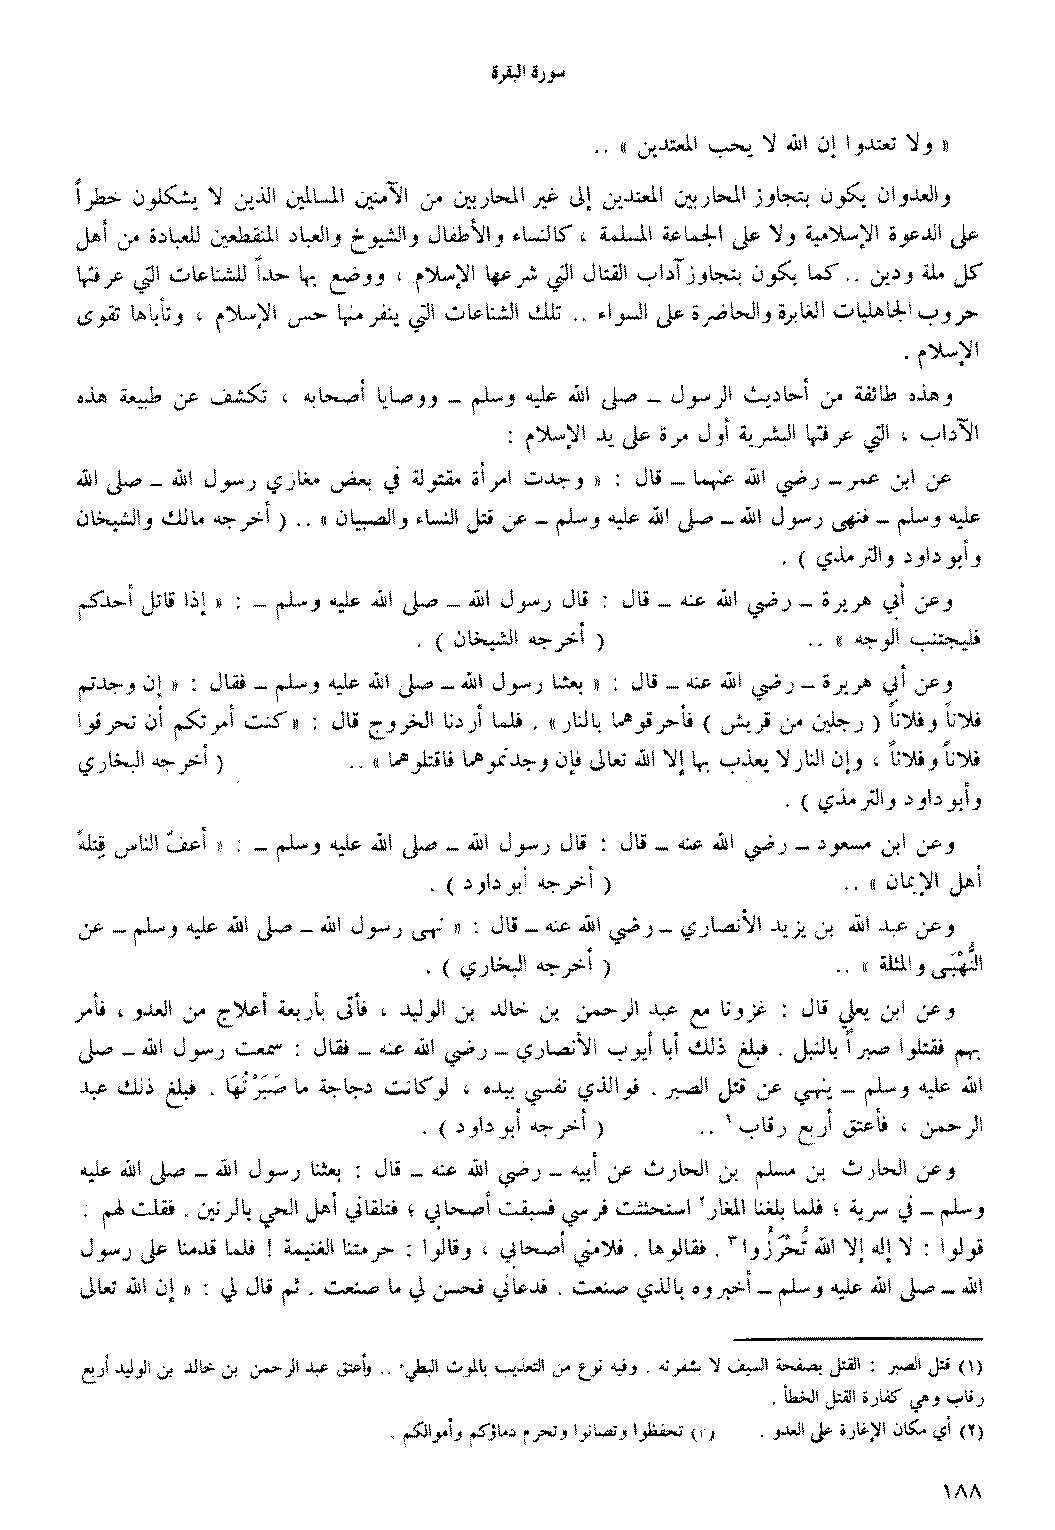 سورة البقرة
« ولا تعتدوا إن الله لا يحب المعتدين » ..
والعدوان يكون بتجاوز المحاربين المعتدين إلى غير المحاربين من الآمنين المسالمين الذين لا يشكلون خطراً
على الدعوة الإسلامية ولا على الجماعة المسلمة ، كالنساء والأطفال والشيوخ والعباد المنقطعين للعبادة من أهل
كل ملة ودين .. كما يكون بتجاوز آداب القتال التي شرعها الإسلام ، ووضع بها حداً للشناعات التي عرفتها
حروب الجاهليات الغابرة والحاضرة على السواء .. تلك الشناعات التي ينفر منها حس الإسلام ، وتأباها تقوى
الإسلام .
وهذه طائفة من أحاديث الرسول – صلى الله عليه وسلم – ووصايا أصحابه ، تكشف عن طبيعة هذه
الآداب ، التي عرفتها البشرية أول مرة على يد الإسلام :
عن ابن عمر – رضي الله عنهما – قال : « وجدت امرأة مقتولة في بعض مغازي رسول الله – صلى الله
عليه وسلم – فنهى رسول الله – صلى الله عليه وسلم – عن قتل النساء والصبيان » .. ( أخرجه مالك والشيخان
وأبو داود والترمذي ) .
وعن أبي هريرة – رضي الله عنه – قال : قال رسول الله – صلى الله عليه وسلم – : « إذا قاتل أحدكم
فليجتنب الوجه » .. ( أخرجه الشيخان ) .
وعن أبي هريرة – رضي الله عنه – قال : « بعثنا رسول الله – صلى الله عليه وسلم – فقال : « إن وجدتم
فلاناً وفلاناً ( رجلين من قريش ) فأحرقوهما بالنار» . فلما أردنا الخروج قال : «كنت أمرتكم أن تحرقوا
فلاناً وفلاناً ، وإن النار لا يعذب بها إلا الله تعالى فإن وجدتموهما فاقتلوهما » .. ( أخرجه البخاري
وأبو داود والترمذي ) .
وعن ابن مسعود – رضي الله عنه – قال : قال رسول الله – صلى الله عليه وسلم – : « أعفّ الناس قِتلةً
أهل الإيمان » .. ( أخرجه أبو داود ) .
وعن عبد الله بن يزيد الأنصاري – رضي الله عنه – قال : « نهى رسول الله – صلى الله عليه وسلم – عن
النُّهْبَى والمثلة » .. ( أخرجه البخاري ) .
وعن ابن يعلي قال : غزونا مع عبد الرحمن بن خالد بن الوليد ، فأتى بأربعة أعلاج من العدو ، فأمر
بهم فقتلوا صبراً بالنبل . فبلغ ذلك أبا أيوب الأنصاري – رضي الله عنه – فقال : سمعت رسول الله – صلى
الله عليه وسلم – ينهي عن قتل الصبر . فوالذي نفسي بيده ، لوكانت دجاجة ما صَبَرْتُهَا . فبلغ ذلك عبد
الرحمن ، فأعتق أربع رقاب ١ .. ( أخرجه أبو داود ) .
وعن الحارث بن مسلم بن الحارث عن أبيه – رضي الله عنه – قال : بعثنا رسول الله – صلى الله عليه
وسلم – في سرية ؛ فلما بلغنا المغار٢ استحثثت فرسي فسبقت أصحابي ؛ فتلقاني أهل الحي بالرنين . فقلت لهم .
قولوا : لا إله إلا الله تُحْرَزُوا٣ . فقالوها . فلامني أصحابي ، وقالوا : حرمتنا الغنيمة ! فلما قدمنا على رسول
الله – صلى الله عليه وسلم – أخبروه بالذي صنعت . فدعاني فحسن لي ما صنعت . ثم قال لي : « إن الله تعالى
(١) قتل الصبر : القتل بصفحة السيف لا بشفرته . وفيه نوع من التعذيب بالموت البطيء .. وأعتق عبد الرحمن بن خالد بن الوليد أربع
رقاب وهي كفارة القتل الخطأ .
(٢) أي مكان الإغارة على العدو . تحفظوا وتصانوا وتحرم دماؤكم وأموالكم .
١٨٨